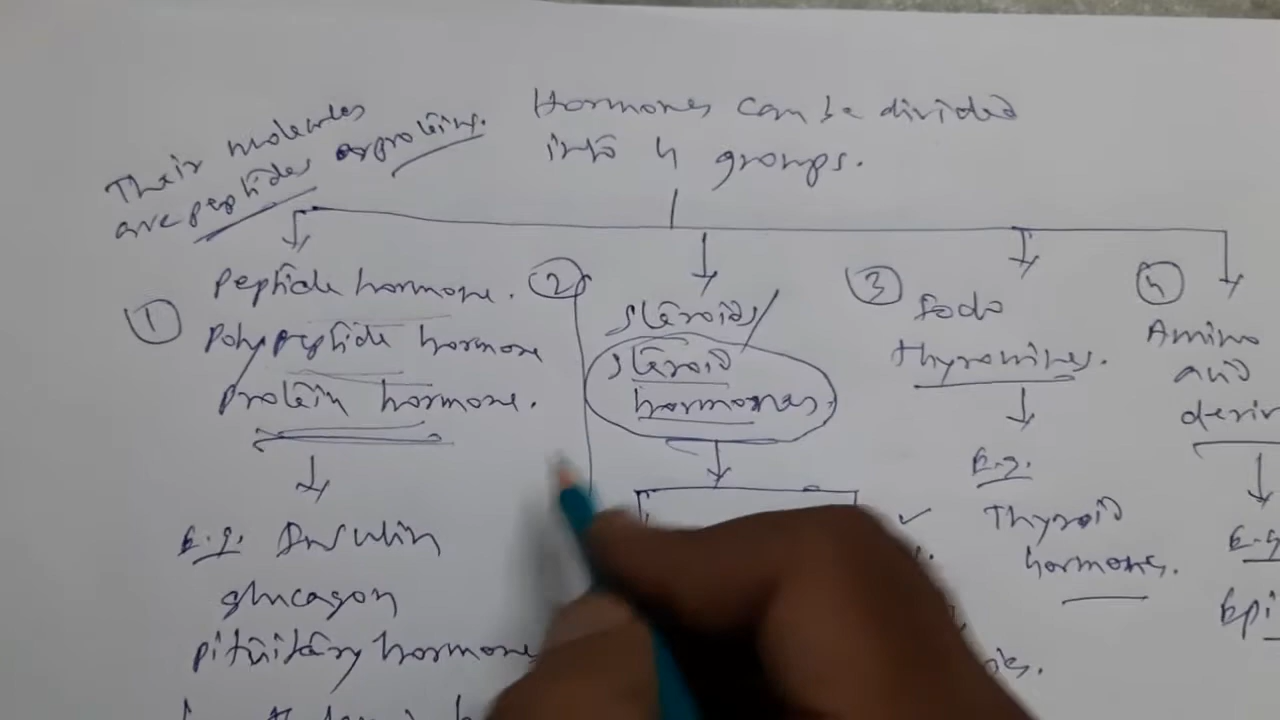 Hormones can be divided
into 4 groups.
Their molecules
are peptides or proteins.
1
Peptide hormone.
Polypeptide hormone
Protein hormone.
E.g. Insulin
glucagon
pituitary hormone
2
Steroids/
Steroid
hormones.
3
Iodo
thyronines.
E.g.
Thyroid
hormones.
4
Amino
acid
deriv
E.g
Epi